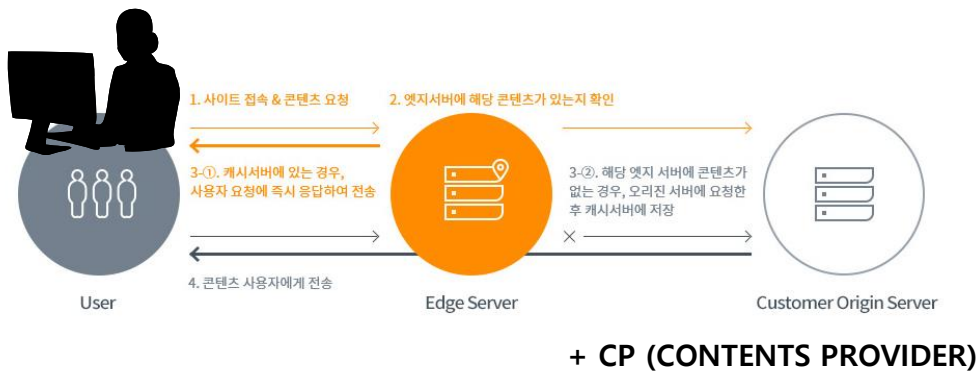 1. 사이트 접속 & 콘텐츠 요청
2. 엣지서버에 해당 콘텐츠가 있는지 확인
3-①. 캐시서버에 있는 경우,
사용자 요청에 즉시 응답하여 전송
3-②. 해당 엣지 서버에 콘텐츠가
없는 경우, 오리진 서버에 요청한
후 캐시서버에 저장
4. 콘텐츠 사용자에게 전송
User
Edge Server
Customer Origin Server
+ CP (CONTENTS PROVIDER)